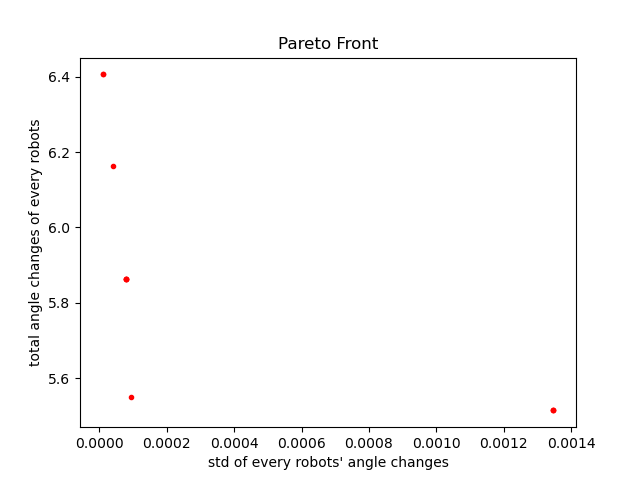 Pareto Front
total angle changes of every robots
6.4
6.2
6.0
5.8
5.6
0.0000 0.0002 0.0004 0.0006 0.0008 0.0010 0.0012 0.0014
std of every robots' angle changes